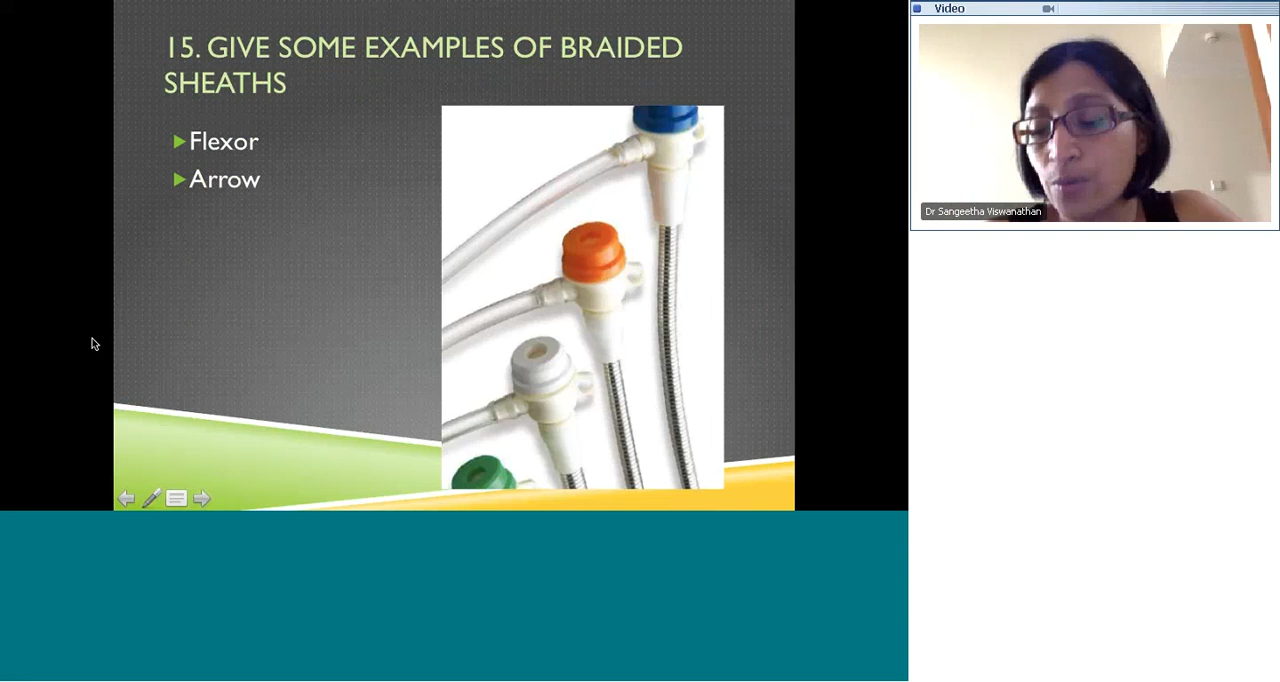 15. GIVE SOME EXAMPLES OF BRAIDED
SHEATHS
Flexor
Arrow
Video
Dr Sangeetha Viswanathan